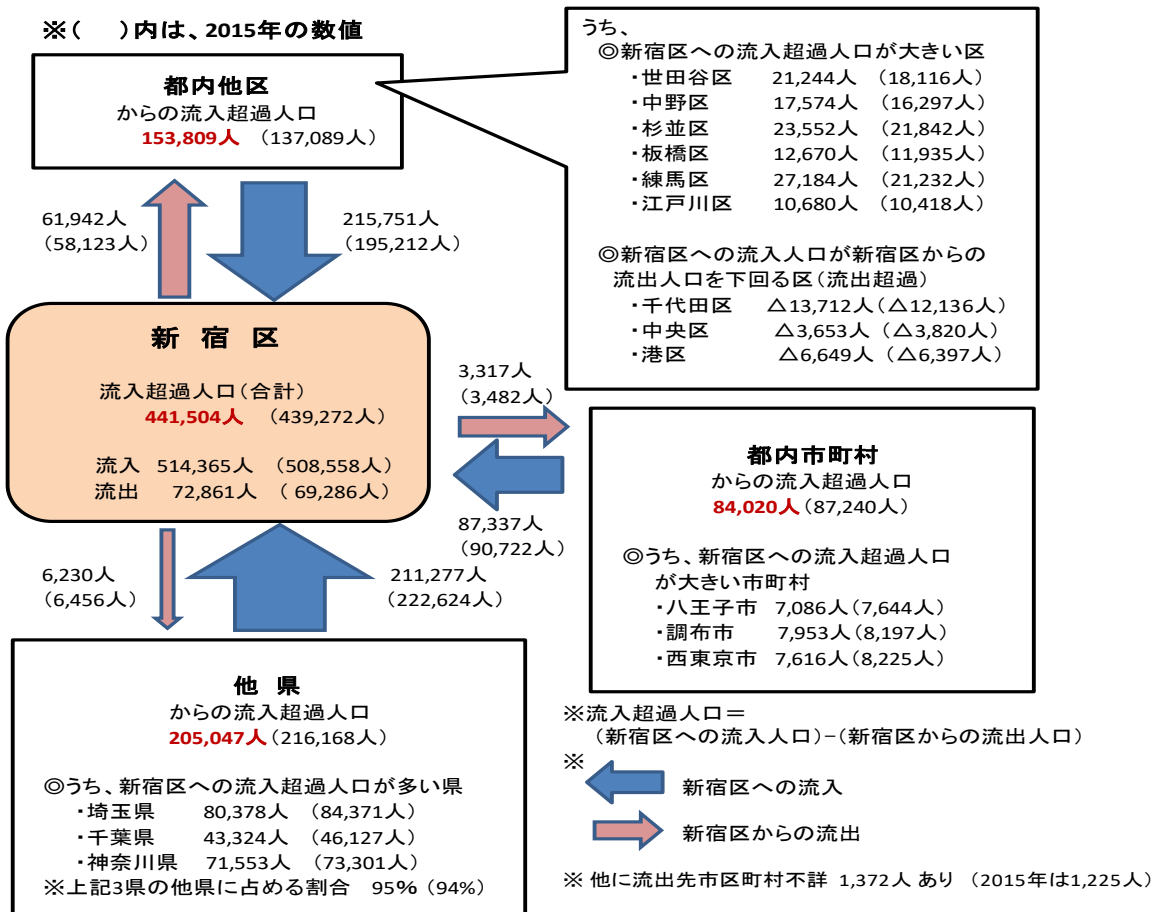 ※(　　)内は、2015年の数値
都内他区
からの流入超過人口
153,809人 (137,089人)
うち、
◎新宿区への流入超過人口が大きい区
・世田谷区 21,244人 (18,116人)
・中野区 17,574人 (16,297人)
・杉並区 23,552人 (21,842人)
・板橋区 12,670人 (11,935人)
・練馬区 27,184人 (21,232人)
・江戸川区 10,680人 (10,418人)
◎新宿区への流入人口が新宿区からの
流出人口を下回る区(流出超過)
・千代田区 △13,712人(△12,136人)
・中央区 △3,653人 (△3,820人)
・港区 △6,649人 (△6,397人)
61,942人
(58,123人)
215,751人
(195,212人)
新 宿 区
流入超過人口(合計)
441,504人 (439,272人)
流入 514,365人 (508,558人)
流出 72,861人 ( 69,286人)
3,317人
(3,482人)
87,337人
(90,722人)
都内市町村
からの流入超過人口
84,020人(87,240人)
◎うち、新宿区への流入超過人口
が大きい市町村
・八王子市 7,086人(7,644人)
・調布市 7,953人(8,197人)
・西東京市 7,616人(8,225人)
6,230人
(6,456人)
211,277人
(222,624人)
他 県
からの流入超過人口
205,047人(216,168人)
◎うち、新宿区への流入超過人口が多い県
・埼玉県 80,378人 (84,371人)
・千葉県 43,324人 (46,127人)
・神奈川県 71,553人 (73,301人)
※上記3県の他県に占める割合 95% (94%)
※流入超過人口＝
(新宿区への流入人口)−(新宿区からの流出人口)
※
新宿区への流入
新宿区からの流出
※ 他に流出先市区町村不詳 1,372人 あり (2015年は1,225人)